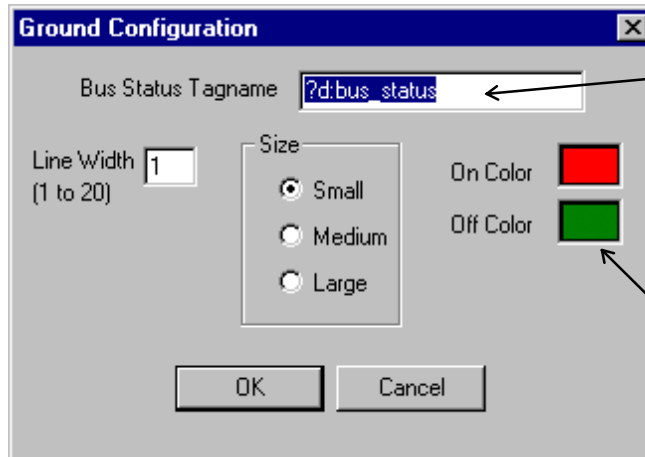 Ground Configuration
Bus Status Tagname ?d:bus_status
Line Width 1
(1 to 20)
Size
Small
Medium
Large
On Color
Off Color
OK Cancel